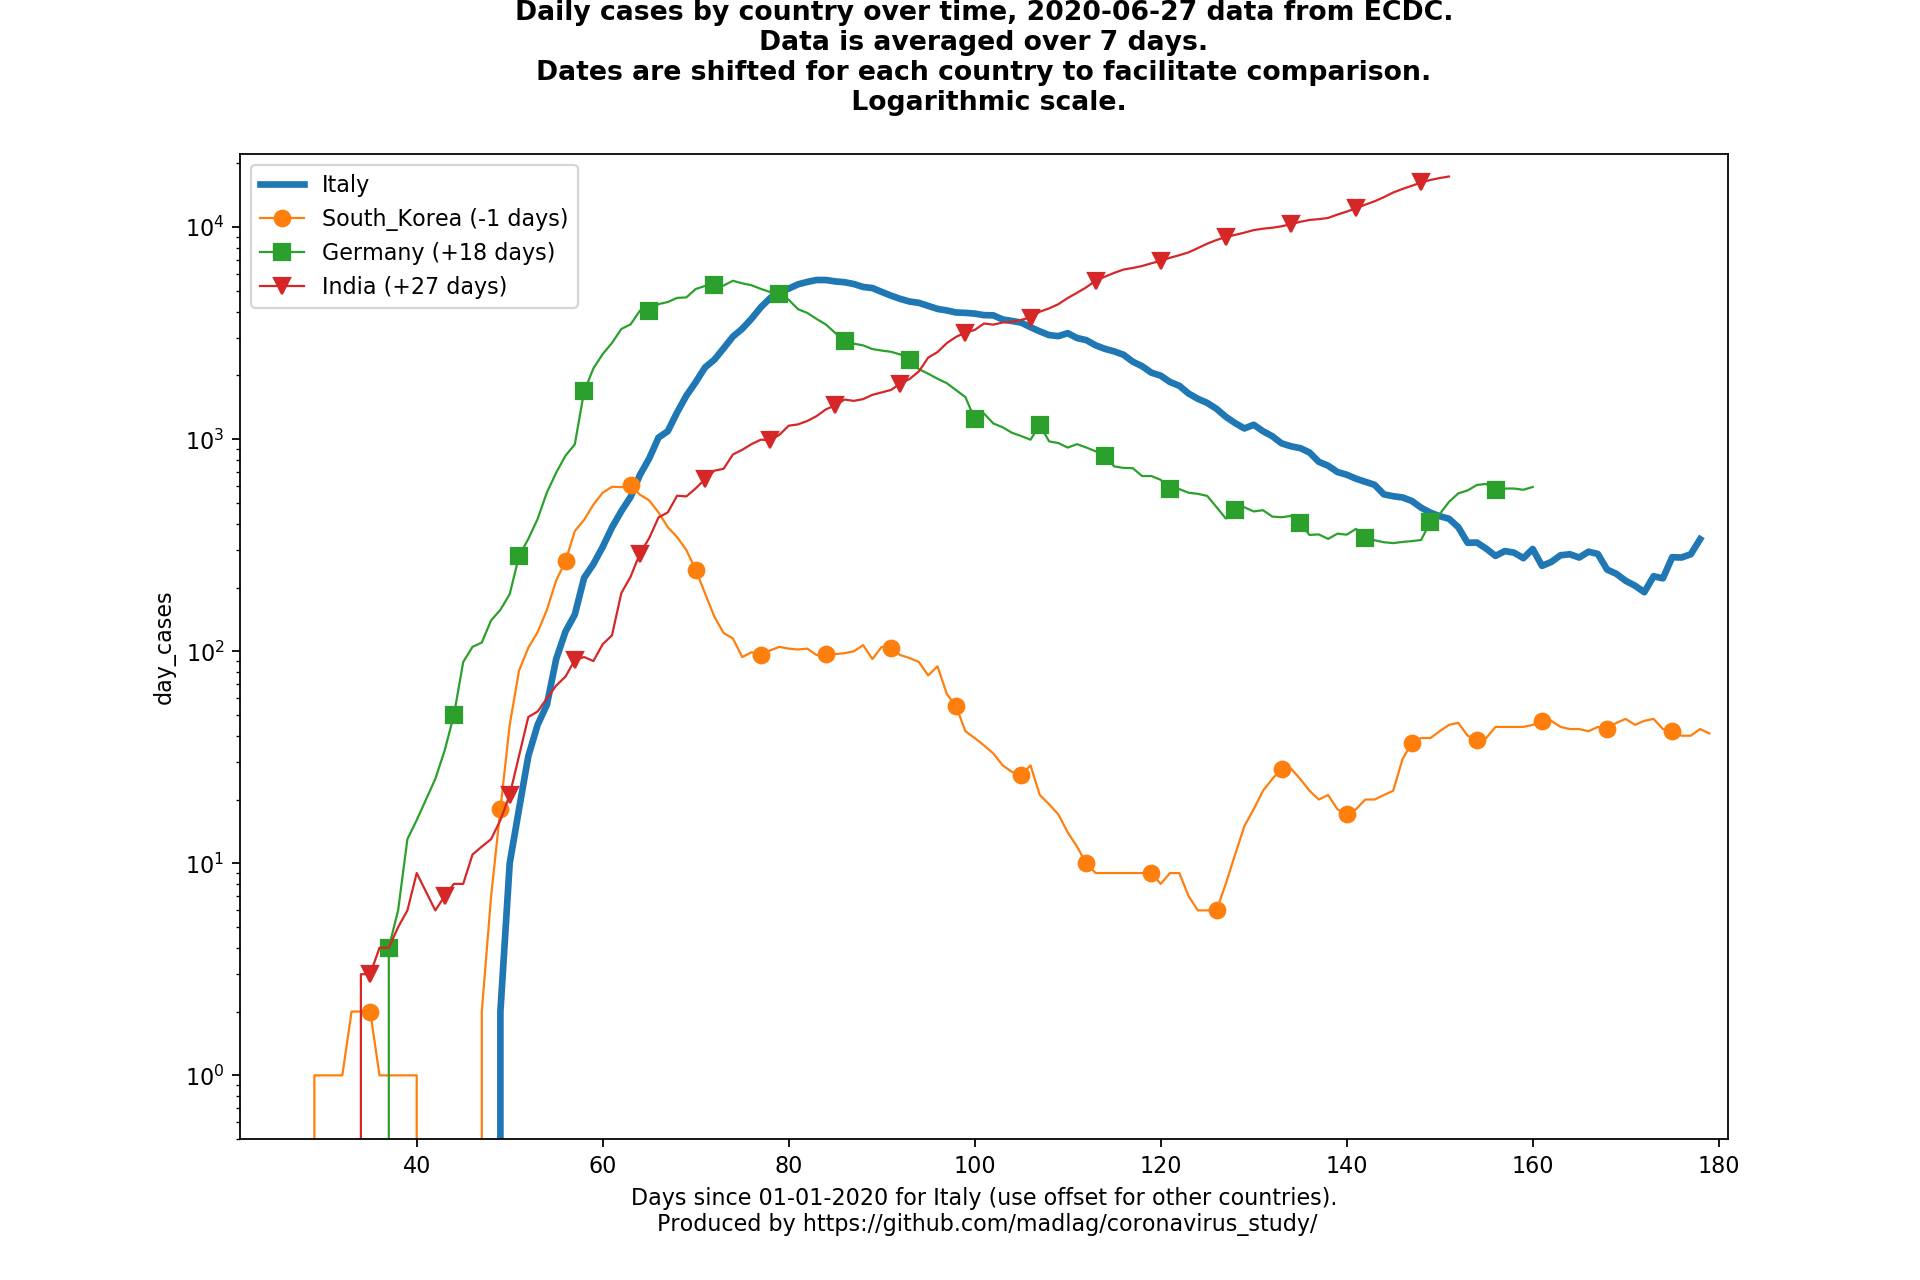 Daily cases by country over time, 2020-06-27 data from ECDC.
Data is averaged over 7 days.
Dates are shifted for each country to facilitate comparison.
Logarithmic scale.
Italy
South_Korea (-1 days)
Germany (+18 days)
India (+27 days)
10⁴
10³
10²
10¹
10⁰
day_cases
40 60 80 100 120 140 160 180
Days since 01-01-2020 for Italy (use offset for other countries).
Produced by https://github.com/madlag/coronavirus_study/